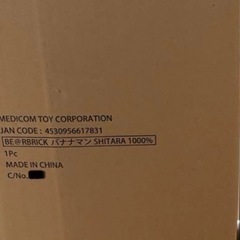 MEDICOM TOY CORPORATION
JAN CODE : 4530956617831
BE@RBRICK バナナマン SHITARA 1000%
1Pc
MADE IN CHINA
C/No.